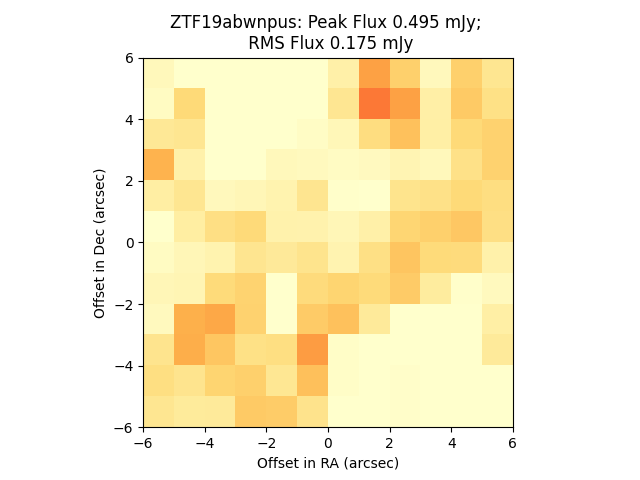 ZTF19abwnpus: Peak Flux 0.495 mJy;
RMS Flux 0.175 mJy
6
4
2
0
−2
−4
−6
Offset in Dec (arcsec)
−6 −4 −2 0 2 4 6
Offset in RA (arcsec)